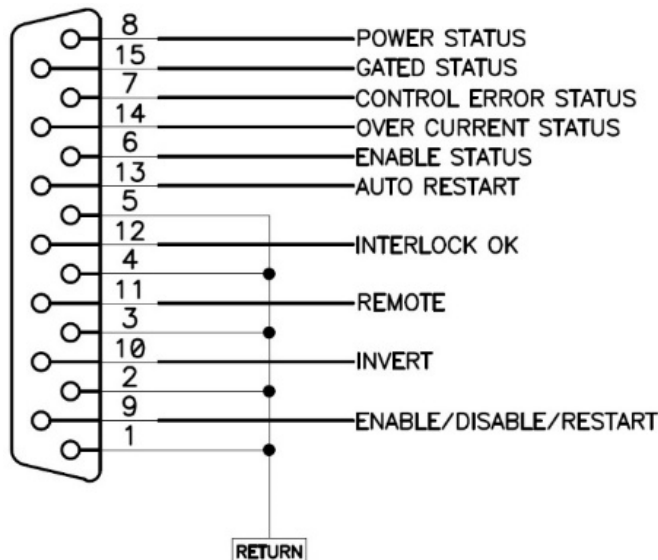 8 POWER STATUS
15 GATED STATUS
7 CONTROL ERROR STATUS
14 OVER CURRENT STATUS
6 ENABLE STATUS
13 AUTO RESTART
5
12 INTERLOCK OK
4
11 REMOTE
3
10 INVERT
2
9 ENABLE/DISABLE/RESTART
1
RETURN